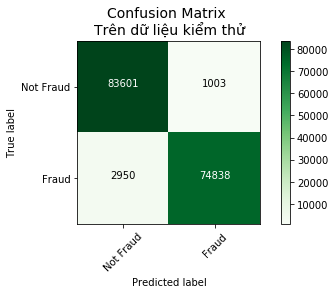 Confusion Matrix
Trên dữ liệu kiểm thử
True label
Not Fraud
Fraud
83601
1003
2950
74838
Not Fraud
Fraud
Predicted label
80000
70000
60000
50000
40000
30000
20000
10000